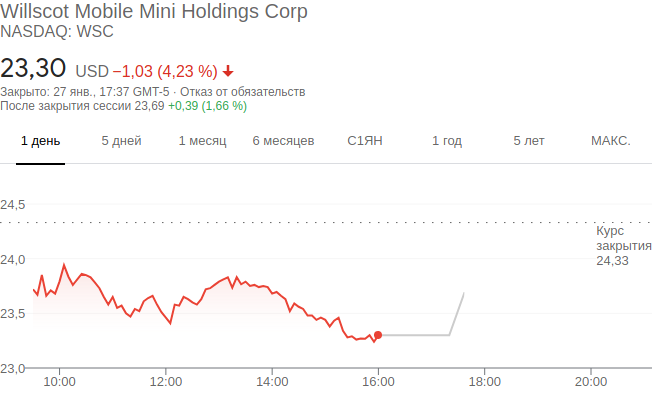 Willscot Mobile Mini Holdings Corp
NASDAQ: WSC
23,30 USD −1,03 (4,23 %)
Закрыто: 27 янв., 17:37 GMT-5 · Отказ от обязательств
После закрытия сессии 23,69 +0,39 (1,66 %)
1 день 5 дней 1 месяц 6 месяцев С1ЯН 1 год 5 лет МАКС.
24,5
Курс
закрытия
24,33
24,0
23,5
23,0
10:00 12:00 14:00 16:00 18:00 20:00